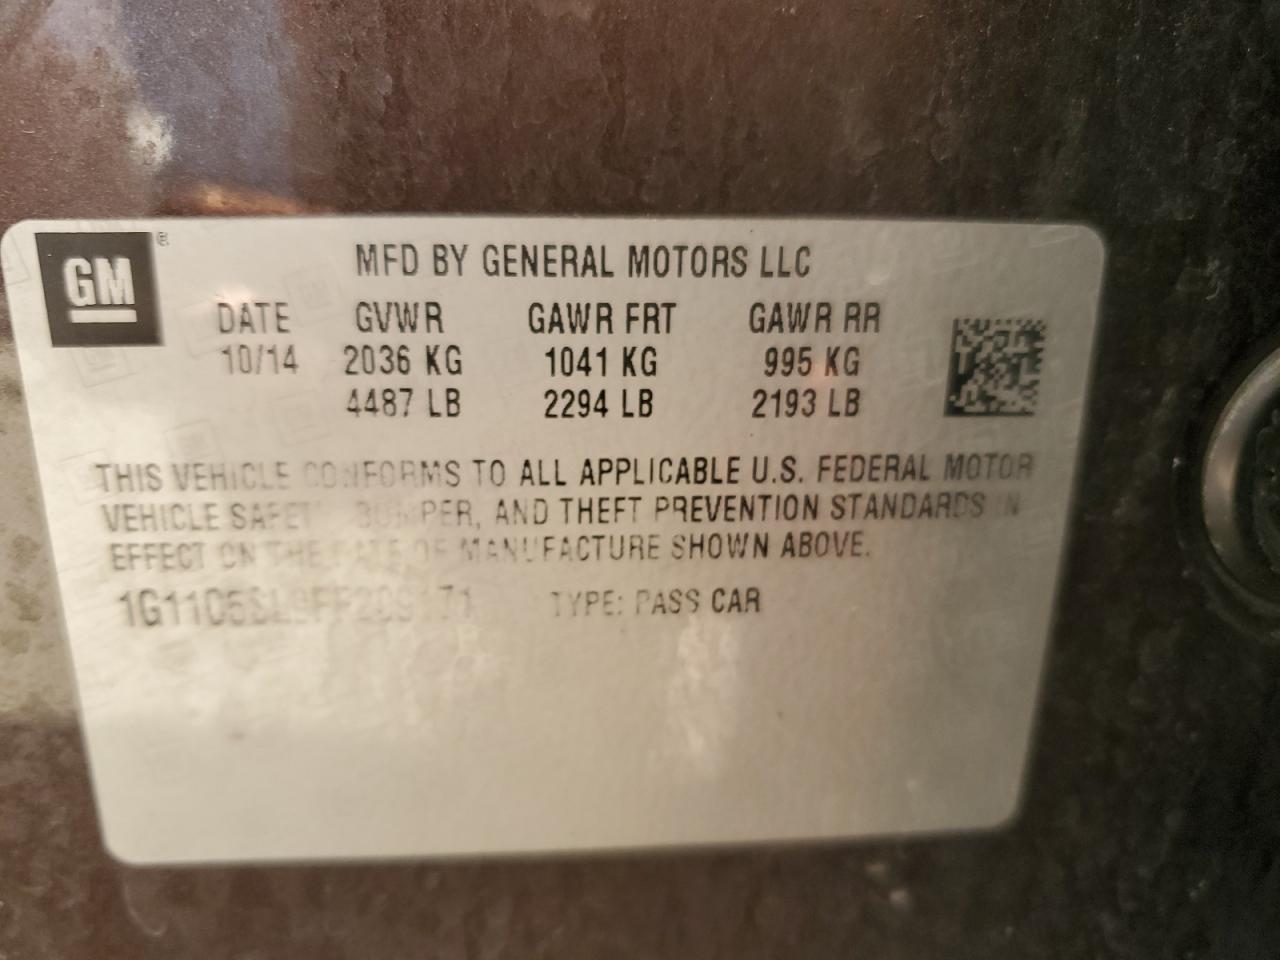 GM ®
MFD BY GENERAL MOTORS LLC
DATE GVWR GAWR FRT GAWR RR
10/14 2036 KG 1041 KG 995 KG
4487 LB 2294 LB 2193 LB
THIS VEHICLE CONFORMS TO ALL APPLICABLE U.S. FEDERAL MOTOR
VEHICLE SAFETY BUMPER, AND THEFT PREVENTION STANDARDS IN
EFFECT ON THE DATE OF MANUFACTURE SHOWN ABOVE.
TYPE: PASS CAR